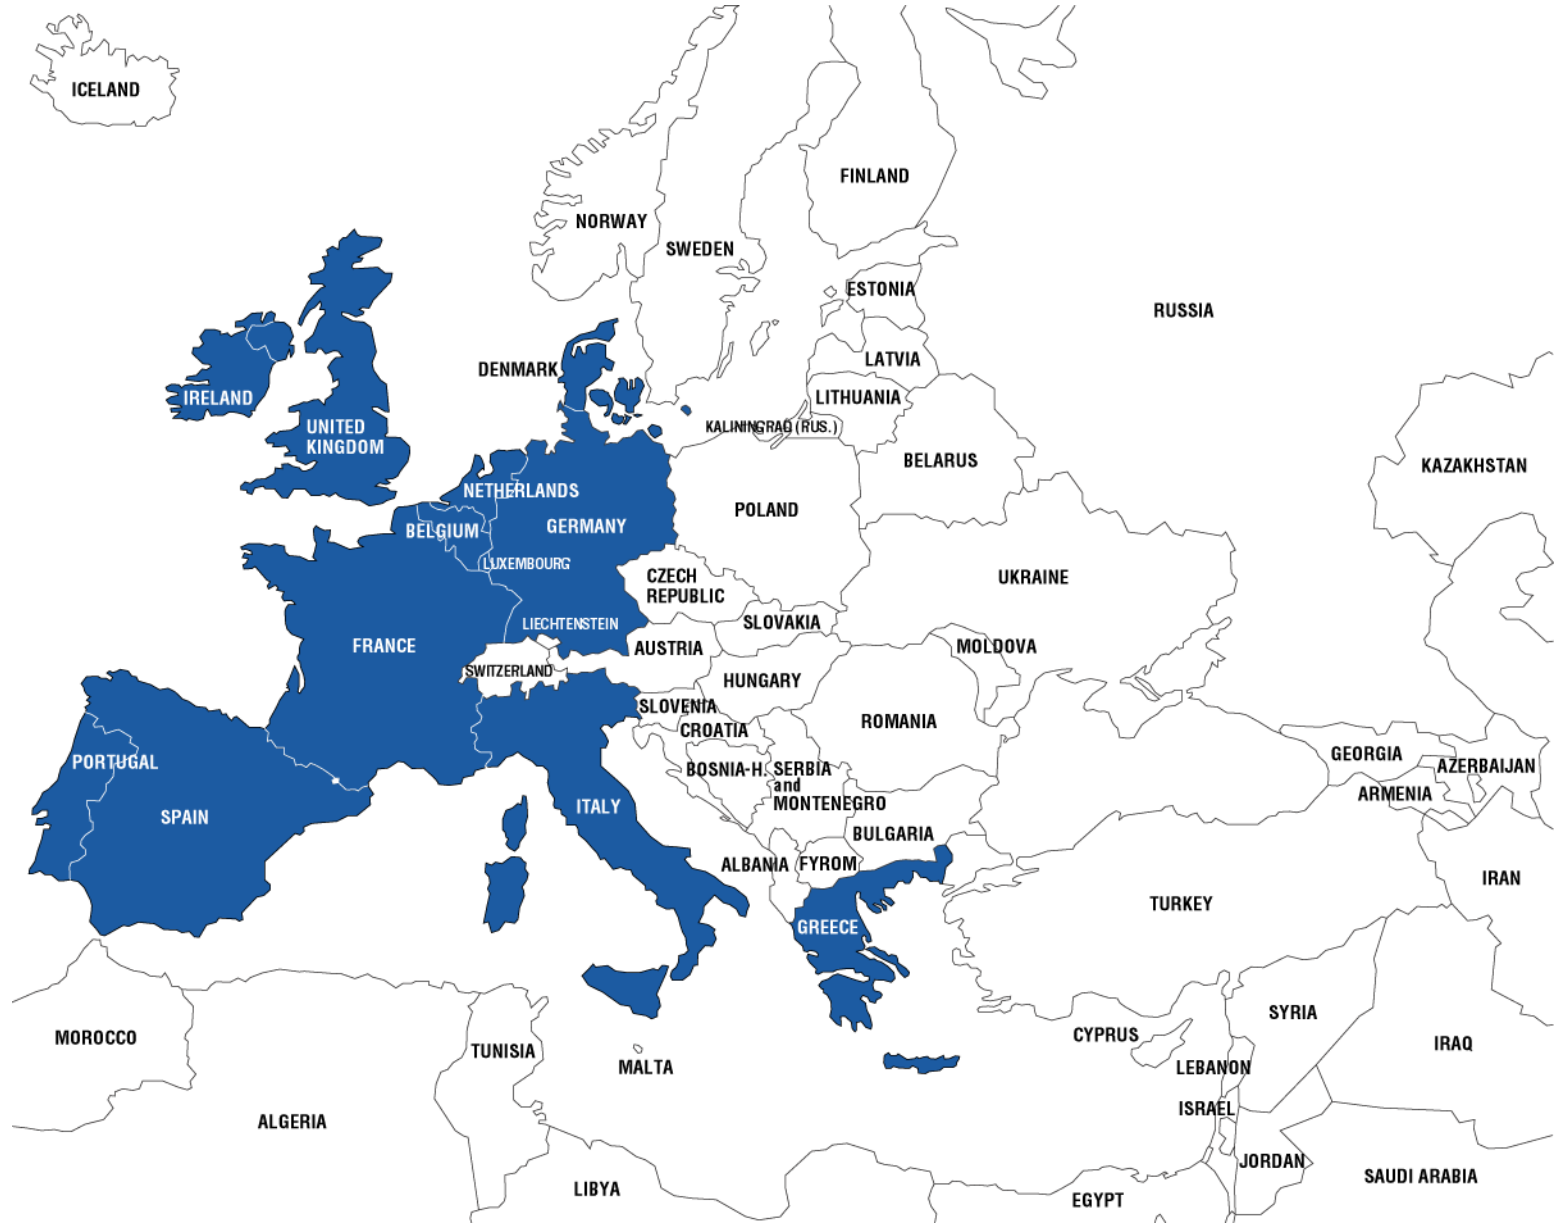 ICELAND
FINLAND
NORWAY
SWEDEN
ESTONIA
RUSSIA
LATVIA
DENMARK
LITHUANIA
IRELAND
UNITED
KINGDOM
KALININGRAD (RUS.)
BELARUS
KAZAKHSTAN
NETHERLANDS
POLAND
GERMANY
BELGIUM
LUXEMBOURG
CZECH
REPUBLIC
UKRAINE
LIECHTENSTEIN
SLOVAKIA
FRANCE
AUSTRIA
MOLDOVA
SWITZERLAND
HUNGARY
SLOVENIA
ROMANIA
CROATIA
GEORGIA
PORTUGAL
BOSNIA-H.
SERBIA
and
MONTENEGRO
AZERBAIJAN
ARMENIA
ITALY
SPAIN
BULGARIA
ALBANIA
FYROM
IRAN
TURKEY
GREECE
SYRIA
MOROCCO
CYPRUS
IRAQ
TUNISIA
MALTA
LEBANON
ISRAEL
ALGERIA
JORDAN
SAUDI ARABIA
LIBYA
EGYPT